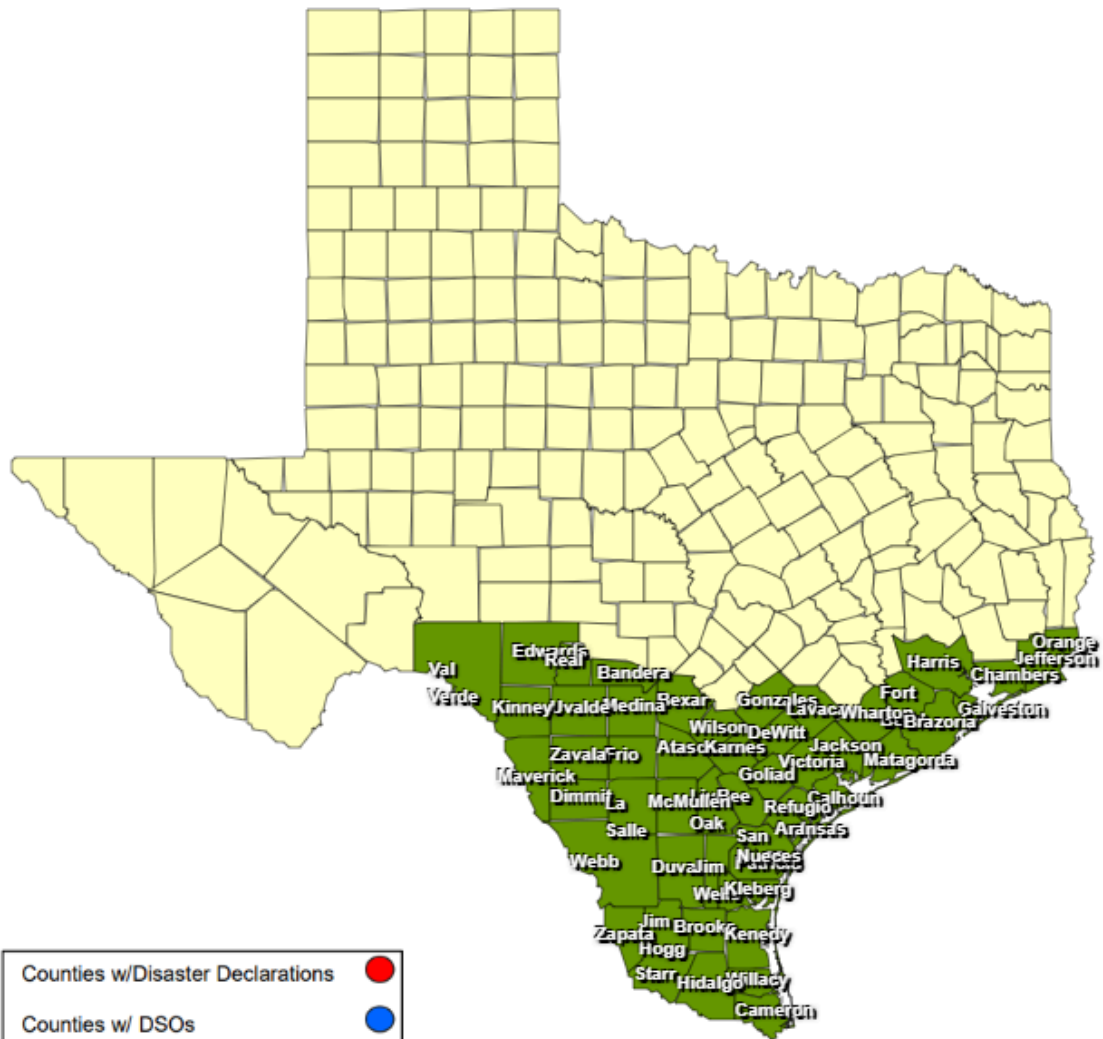 Orange
Jefferson
Harris
Chambers
Edwards
Real
Val
Bandera
Verde
Fort
Galveston
Bexar
Gonzales
Lavaca
Wharton
Brazoria
Kinney
Uvalde
Medina
Wilson
DeWitt
Zavala
Frio
Atasc
Karnes
Jackson
Victoria
Matagorda
Maverick
Goliad
Dimmit
La
McMullen
Bee
Refugio
Calhoun
Salle
Oak
San
Aransas
Webb
Duval
Jim
Nueces
Kleberg
Jim
Brooks
Kenedy
Zapata
Hogg
Starr
Hidalgo
Willacy
Cameron
Counties w/Disaster Declarations
Counties w/ DSOs